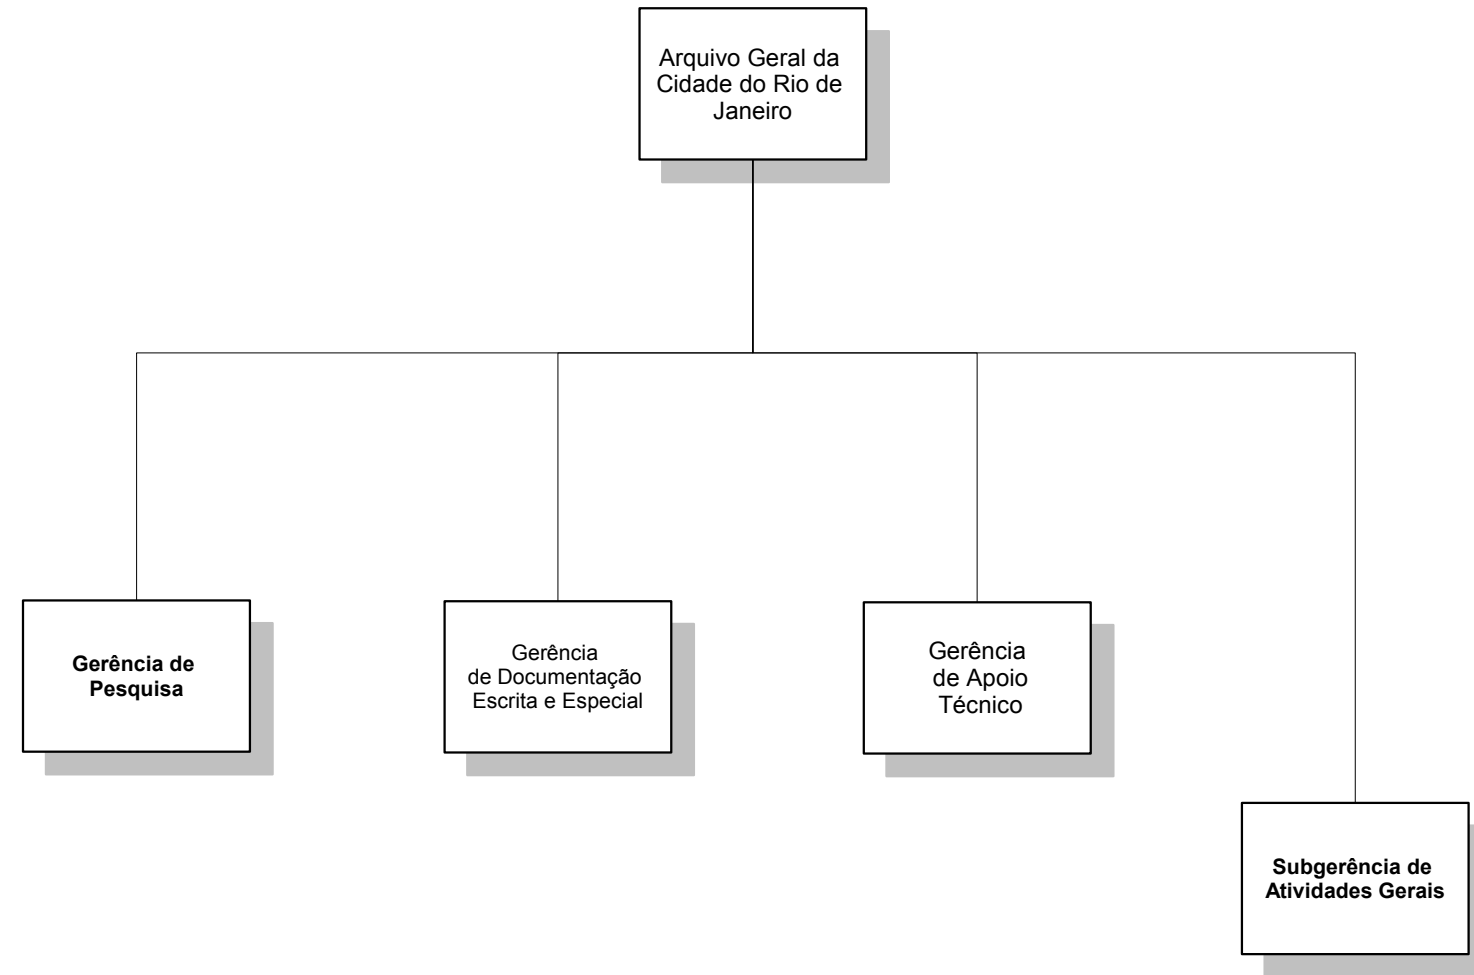 Arquivo Geral da
Cidade do Rio de
Janeiro
Gerência de
Pesquisa
Gerência
de Documentação
Escrita e Especial
Gerência
de Apoio
Técnico
Subgerência de
Atividades Gerais